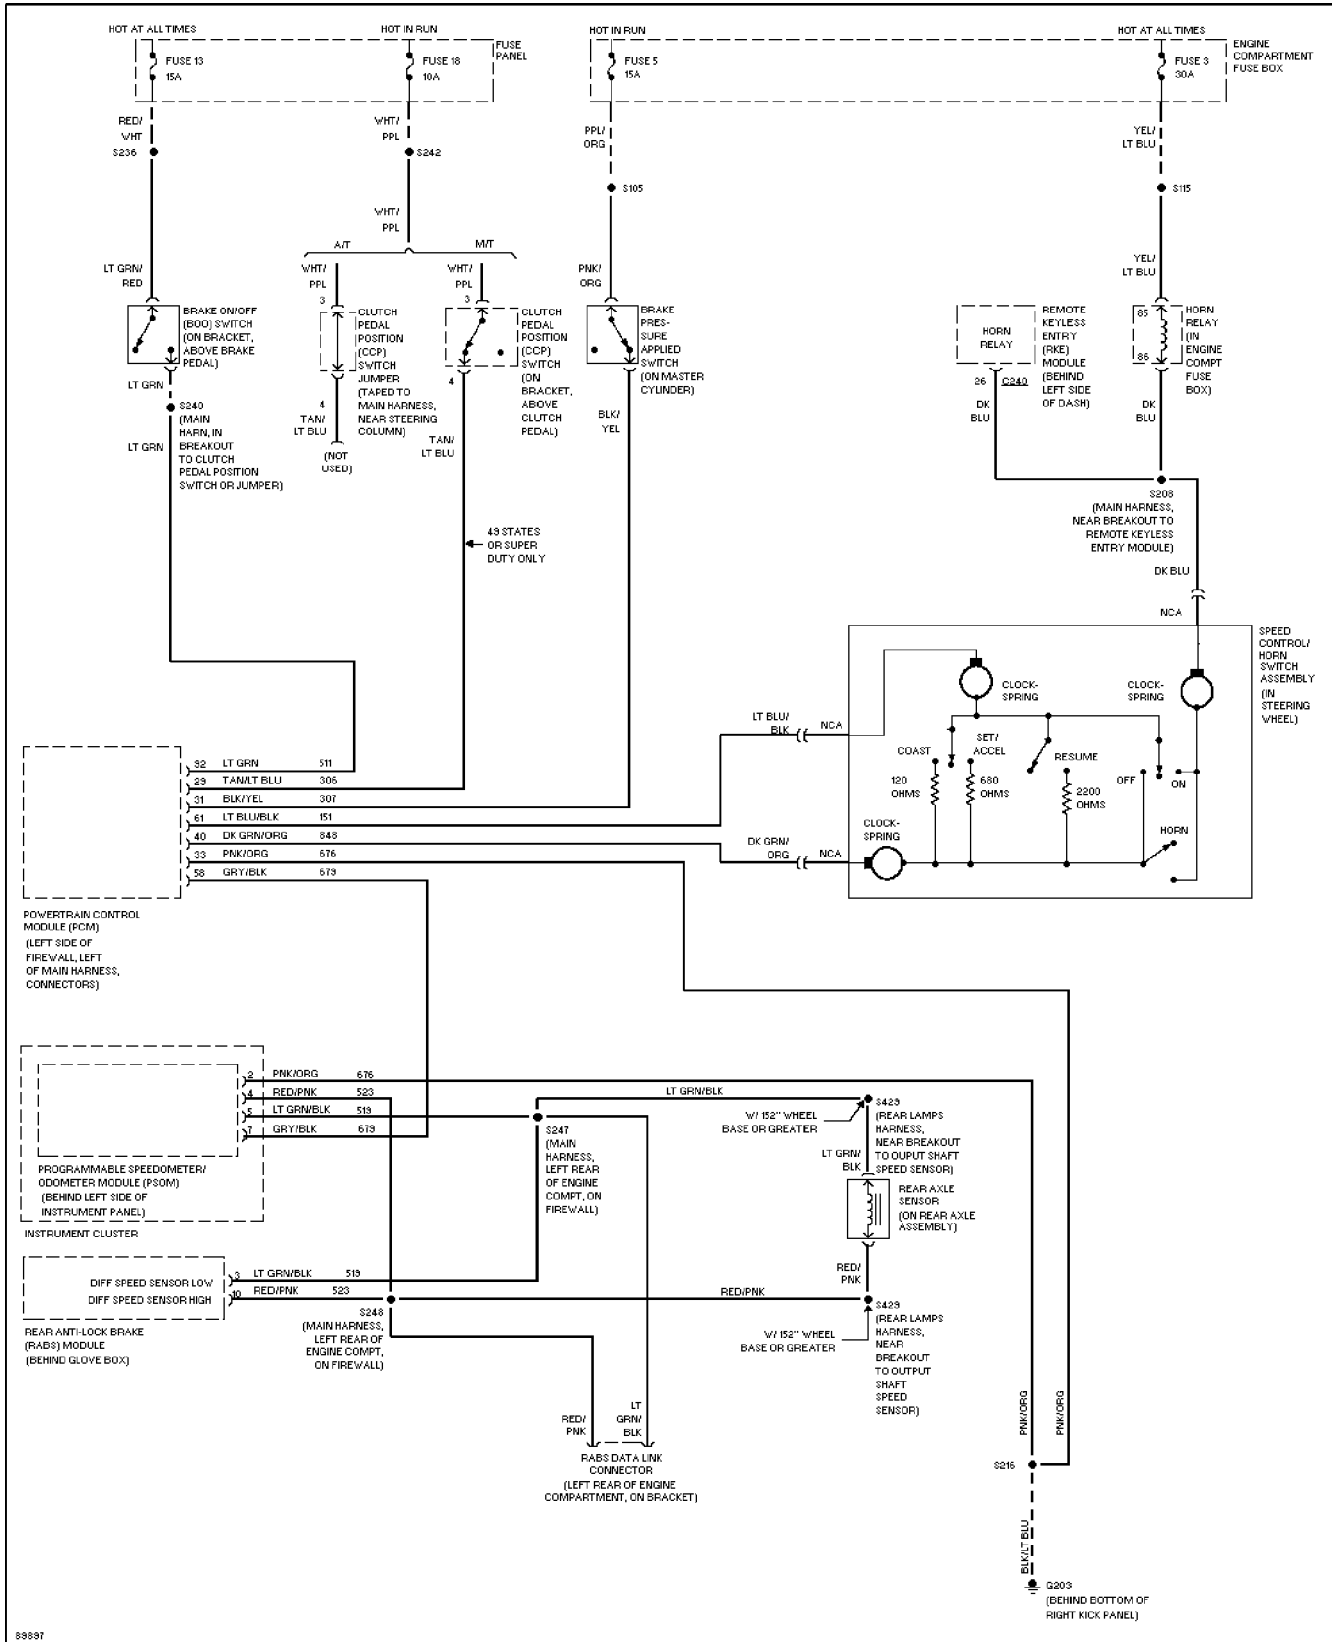 HOT AT ALL TIMES
HOT IN RUN
HOT IN RUN
HOT AT ALL TIMES
FUSE 13
15A
FUSE 18
10A
FUSE
PANEL
FUSE 5
15A
FUSE 3
30A
ENGINE
COMPARTMENT
FUSE BOX
RED/
WHT
S236
WHT/
PPL
S242
PPL/
ORG
S105
YEL/
LT BLU
S115
WHT/
PPL
A/T
M/T
LT GRN/
RED
WHT/
PPL
3
WHT/
PPL
3
PNK/
ORG
YEL/
LT BLU
BRAKE ON/OFF
(BOO) SWITCH
(ON BRACKET,
ABOVE BRAKE
PEDAL)
CLUTCH
PEDAL
POSITION
(CCP)
SWITCH
JUMPER
(TAPED TO
MAIN HARNESS,
NEAR STEERING
COLUMN)
CLUTCH
PEDAL
POSITION
(CCP)
SWITCH
(ON
BRACKET,
ABOVE
CLUTCH
PEDAL)
BRAKE
PRES-
SURE
APPLIED
SWITCH
(ON MASTER
CYLINDER)
HORN
RELAY
REMOTE
KEYLESS
ENTRY
(RKE)
MODULE
(BEHIND
LEFT SIDE
OF DASH)
85
86
HORN
RELAY
(IN
ENGINE
COMPT
FUSE
BOX)
LT GRN
S240
(MAIN
HARN, IN
BREAKOUT
TO CLUTCH
PEDAL POSITION
SWITCH OR JUMPER)
LT GRN
4
TAN/
LT BLU
(NOT
USED)
4
TAN/
LT BLU
BLK/
YEL
26 C240
DK
BLU
DK
BLU
49 STATES
OR SUPER
DUTY ONLY
S208
(MAIN HARNESS,
NEAR BREAKOUT TO
REMOTE KEYLESS
ENTRY MODULE)
DK BLU
NCA
SPEED
CONTROL/
HORN
SWITCH
ASSEMBLY
(IN
STEERING
WHEEL)
CLOCK-
SPRING
CLOCK-
SPRING
LT BLU/
BLK
NCA
COAST
SET/
ACCEL
RESUME
OFF
ON
120
OHMS
680
OHMS
2200
OHMS
HORN
CLOCK-
SPRING
DK GRN/
ORG
NCA
32 LT GRN 511
29 TAN/LT BLU 306
31 BLK/YEL 307
61 LT BLU/BLK 151
40 DK GRN/ORG 848
33 PNK/ORG 676
58 GRY/BLK 679
POWERTRAIN CONTROL
MODULE (PCM)
(LEFT SIDE OF
FIREWALL, LEFT
OF MAIN HARNESS,
CONNECTORS)
2 PNK/ORG 676
4 RED/PNK 523
5 LT GRN/BLK 519
7 GRY/BLK 679
PROGRAMMABLE SPEEDOMETER/
ODOMETER MODULE (PSOM)
(BEHIND LEFT SIDE OF
INSTRUMENT PANEL)
INSTRUMENT CLUSTER
LT GRN/BLK
S247
(MAIN
HARNESS,
LEFT REAR
OF ENGINE
COMPT, ON
FIREWALL)
W/ 152" WHEEL
BASE OR GREATER
S429
(REAR LAMPS
HARNESS,
NEAR BREAKOUT
TO OUPUT SHAFT
SPEED SENSOR)
LT GRN/
BLK
REAR AXLE
SENSOR
(ON REAR AXLE
ASSEMBLY)
DIFF SPEED SENSOR LOW
DIFF SPEED SENSOR HIGH
3 LT GRN/BLK 519
10 RED/PNK 523
REAR ANTI-LOCK BRAKE
(RABS) MODULE
(BEHIND GLOVE BOX)
S248
(MAIN HARNESS,
LEFT REAR OF
ENGINE COMPT,
ON FIREWALL)
RED/PNK
RED/
PNK
S429
(REAR LAMPS
HARNESS,
NEAR
BREAKOUT
TO OUTPUT
SHAFT
SPEED
SENSOR)
W/ 152" WHEEL
BASE OR GREATER
RED/
PNK
LT
GRN/
BLK
RABS DATA LINK
CONNECTOR
(LEFT REAR OF ENGINE
COMPARTMENT, ON BRACKET)
PNK/ORG
PNK/ORG
S216
BLK/LT BLU
G203
(BEHIND BOTTOM OF
RIGHT KICK PANEL)
89897